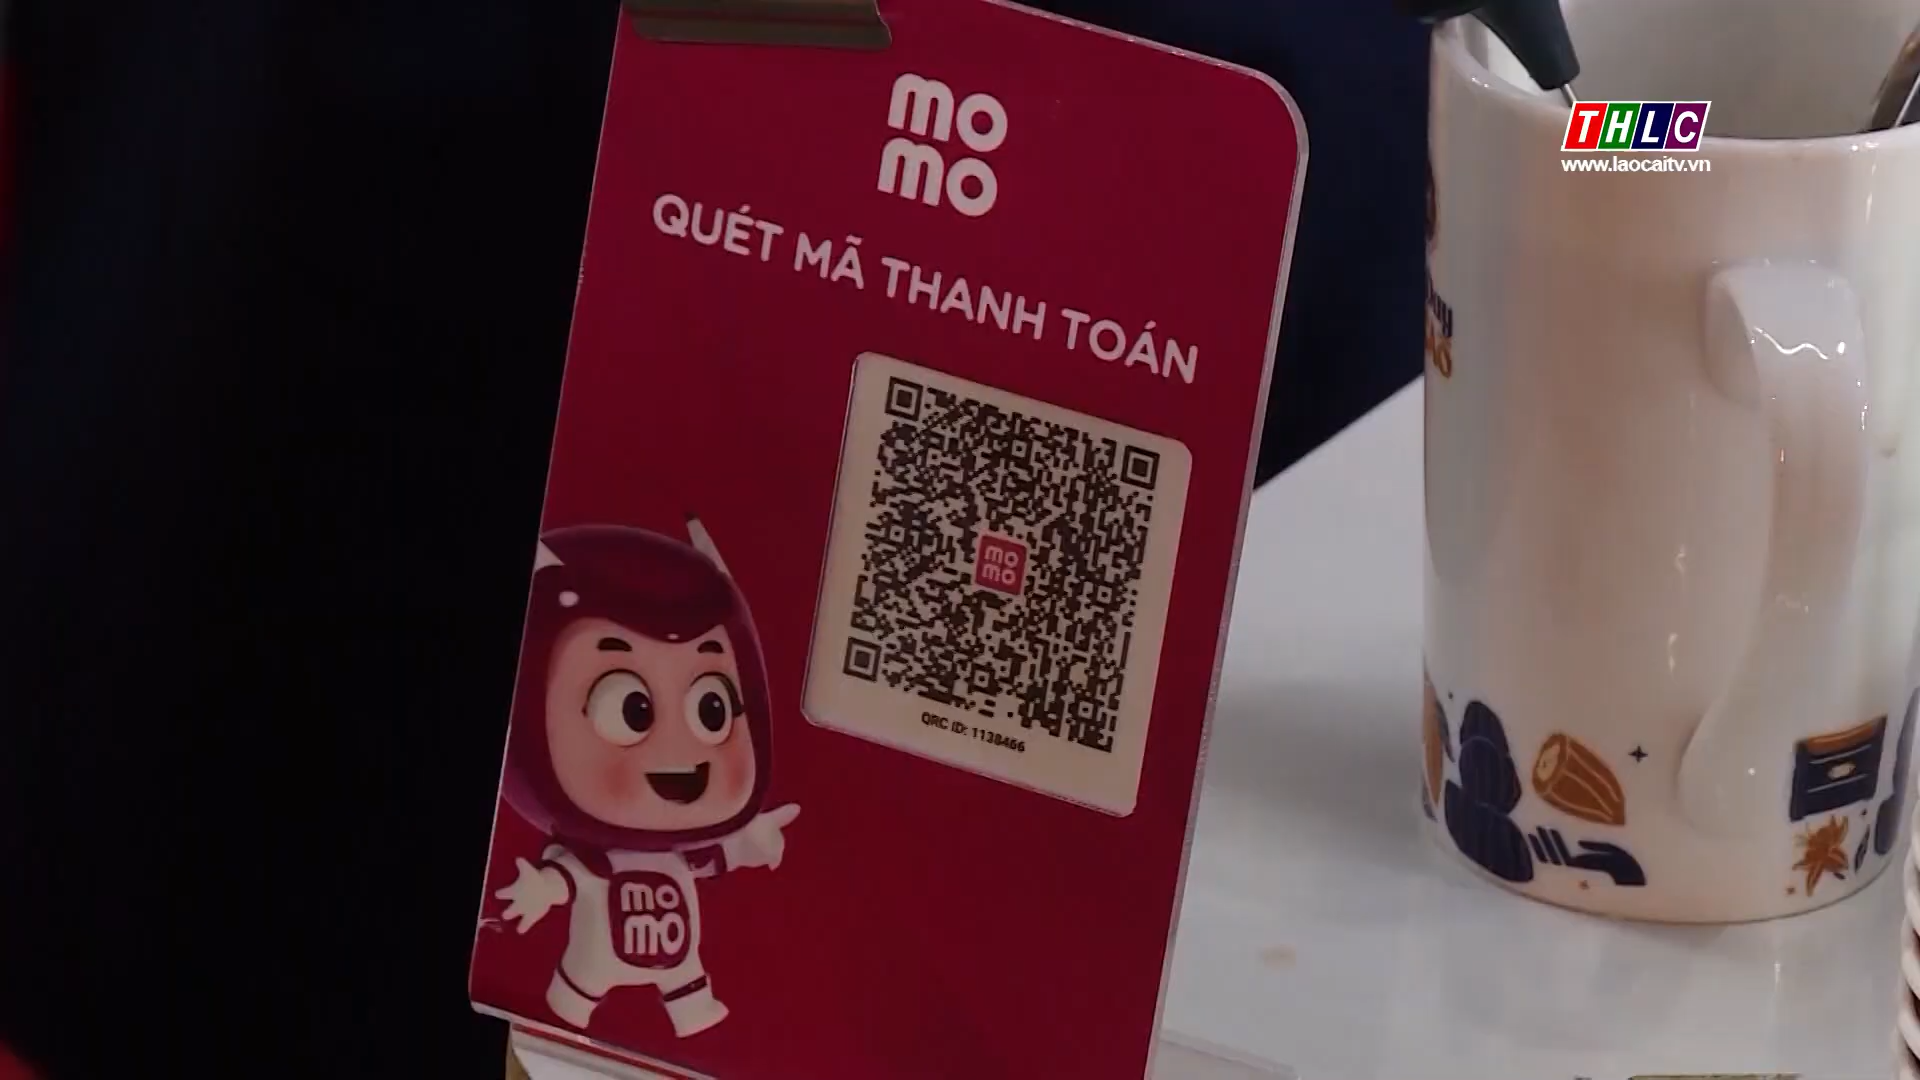 mo
mo
QUÉT MÃ THANH TOÁN
mo
mo
QRC ID: 1138466
mo
mo
THLC
www.laocaitv.vn